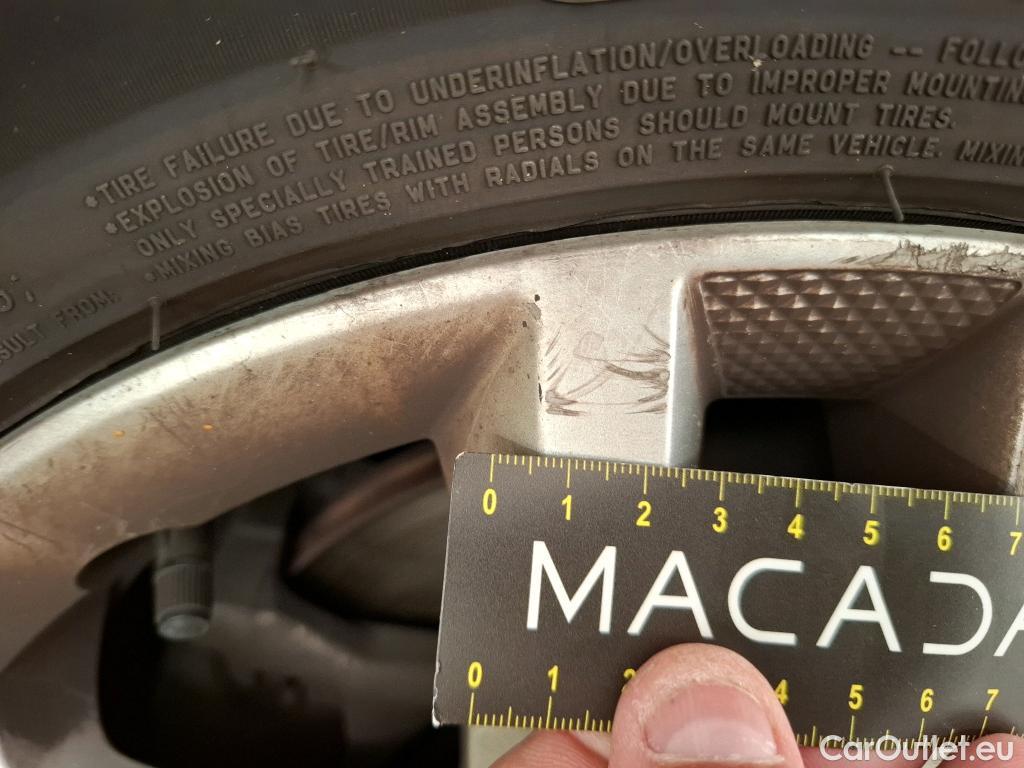 •TIRE FAILURE DUE TO UNDERINFLATION/OVERLOADING -- FOLLO
•EXPLOSION OF TIRE/RIM ASSEMBLY DUE TO IMPROPER MOUNTIN
ONLY SPECIALLY TRAINED PERSONS SHOULD MOUNT TIRES.
•MIXING BIAS TIRES WITH RADIALS ON THE SAME VEHICLE. MIXIN
SULT FROM:
0 1 2 3 4 5 6 7
MACADA
0 1 2 4 5 6 7
CarOutlet.eu